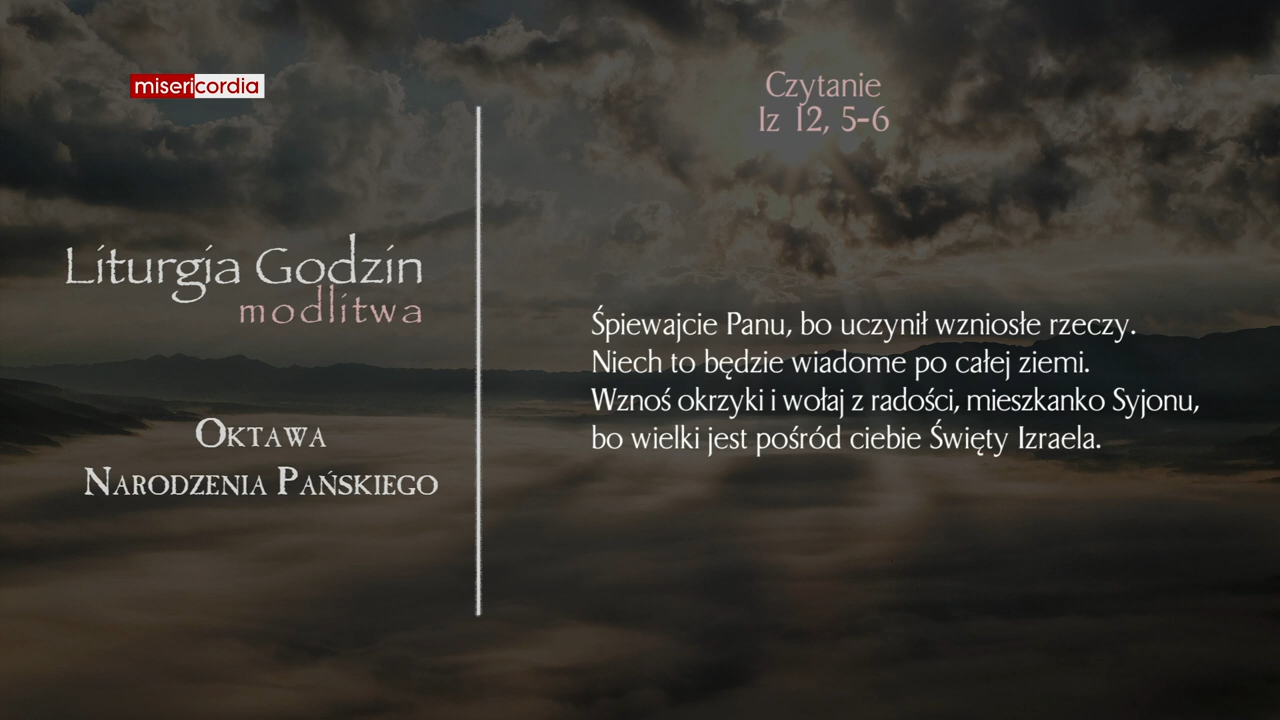 misericordia
Liturgia Godzin
modlitwa
Oktawa
Narodzenia Pańskiego
Czytanie
Iz 12, 5-6
Śpiewajcie Panu, bo uczynił wzniosłe rzeczy.
Niech to będzie wiadome po całej ziemi.
Wznoś okrzyki i wołaj z radości, mieszkanko Syjonu,
bo wielki jest pośród ciebie Święty Izraela.